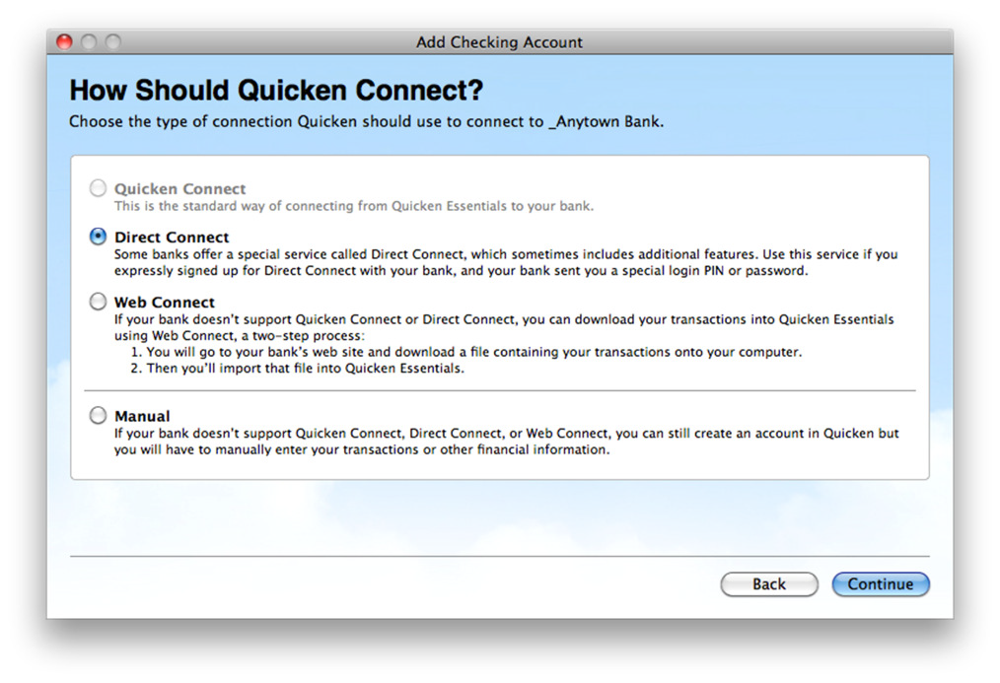 Add Checking Account
How Should Quicken Connect?
Choose the type of connection Quicken should use to connect to _Anytown Bank.
Quicken Connect
This is the standard way of connecting from Quicken Essentials to your bank.
Direct Connect
Some banks offer a special service called Direct Connect, which sometimes includes additional features. Use this service if you
expressly signed up for Direct Connect with your bank, and your bank sent you a special login PIN or password.
Web Connect
If your bank doesn't support Quicken Connect or Direct Connect, you can download your transactions into Quicken Essentials
using Web Connect, a two-step process:
1. You will go to your bank's web site and download a file containing your transactions onto your computer.
2. Then you'll import that file into Quicken Essentials.
Manual
If your bank doesn't support Quicken Connect, Direct Connect, or Web Connect, you can still create an account in Quicken but
you will have to manually enter your transactions or other financial information.
Back Continue